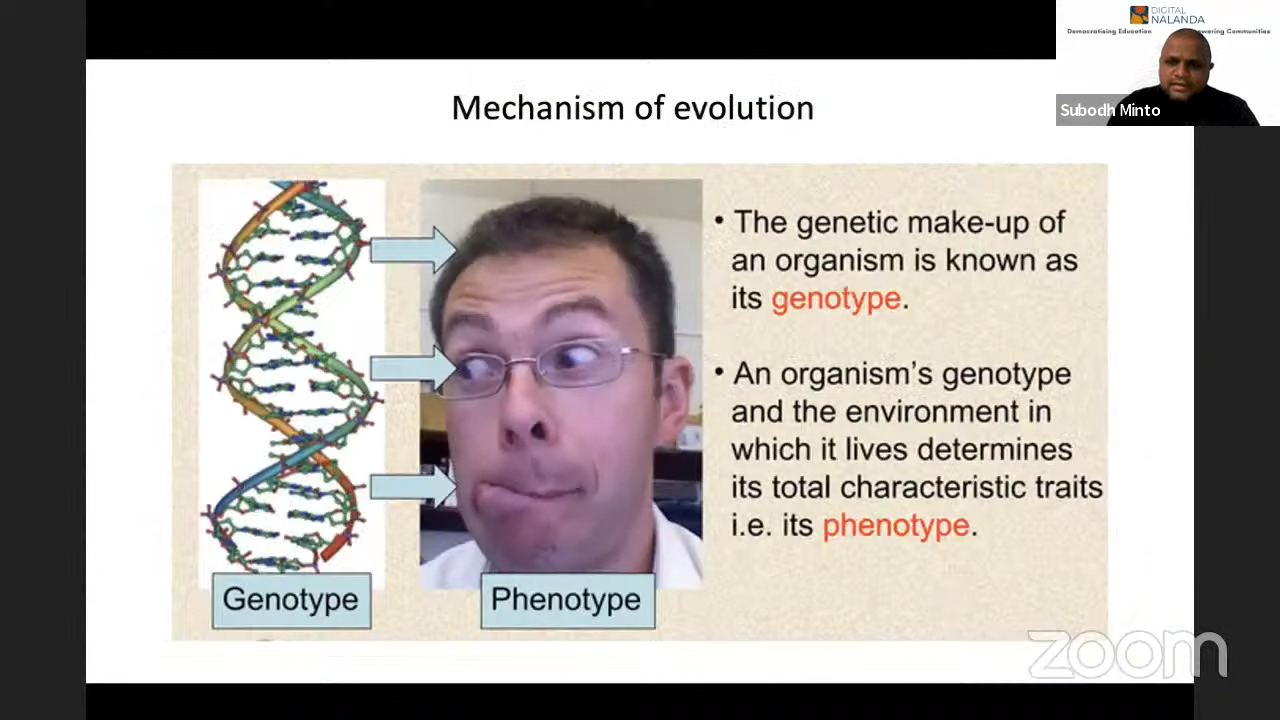 DIGITAL
NALANDA
Democratising Education
Communities
Subodh Minto
Mechanism of evolution
• The genetic make-up of
an organism is known as
its genotype.
• An organism’s genotype
and the environment in
which it lives determines
its total characteristic traits
i.e. its phenotype.
Genotype
Phenotype
zoom